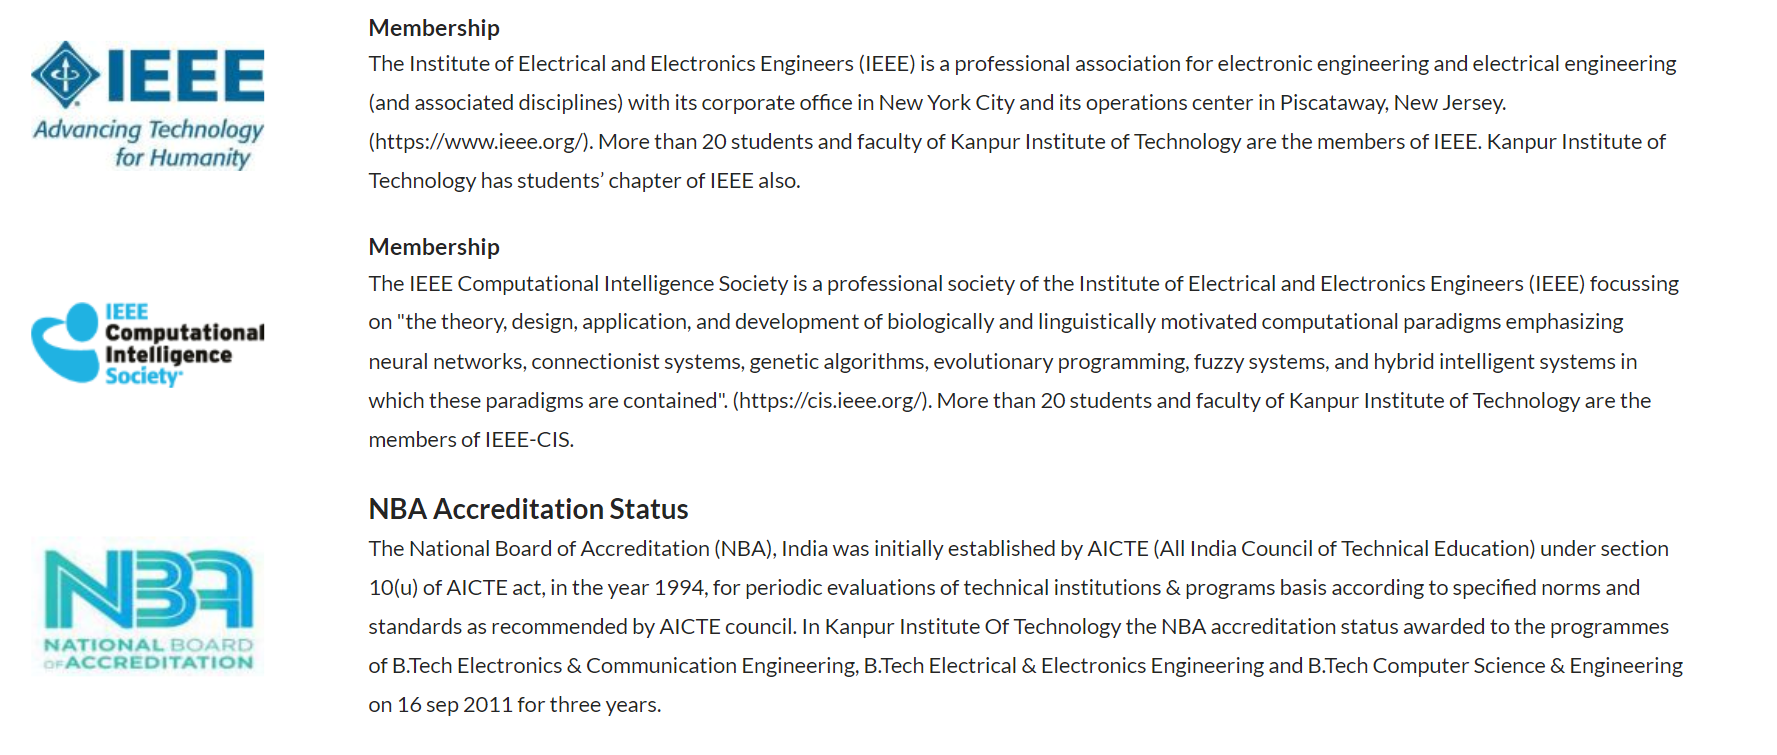 IEEE
Advancing Technology
for Humanity
Membership
The Institute of Electrical and Electronics Engineers (IEEE) is a professional association for electronic engineering and electrical engineering
(and associated disciplines) with its corporate office in New York City and its operations center in Piscataway, New Jersey.
(https://www.ieee.org/). More than 20 students and faculty of Kanpur Institute of Technology are the members of IEEE. Kanpur Institute of
Technology has students’ chapter of IEEE also.
IEEE
Computational
Intelligence
Society
Membership
The IEEE Computational Intelligence Society is a professional society of the Institute of Electrical and Electronics Engineers (IEEE) focussing
on "the theory, design, application, and development of biologically and linguistically motivated computational paradigms emphasizing
neural networks, connectionist systems, genetic algorithms, evolutionary programming, fuzzy systems, and hybrid intelligent systems in
which these paradigms are contained". (https://cis.ieee.org/). More than 20 students and faculty of Kanpur Institute of Technology are the
members of IEEE-CIS.
NBA
NATIONAL BOARD
OF ACCREDITATION
NBA Accreditation Status
The National Board of Accreditation (NBA), India was initially established by AICTE (All India Council of Technical Education) under section
10(u) of AICTE act, in the year 1994, for periodic evaluations of technical institutions & programs basis according to specified norms and
standards as recommended by AICTE council. In Kanpur Institute Of Technology the NBA accreditation status awarded to the programmes
of B.Tech Electronics & Communication Engineering, B.Tech Electrical & Electronics Engineering and B.Tech Computer Science & Engineering
on 16 sep 2011 for three years.